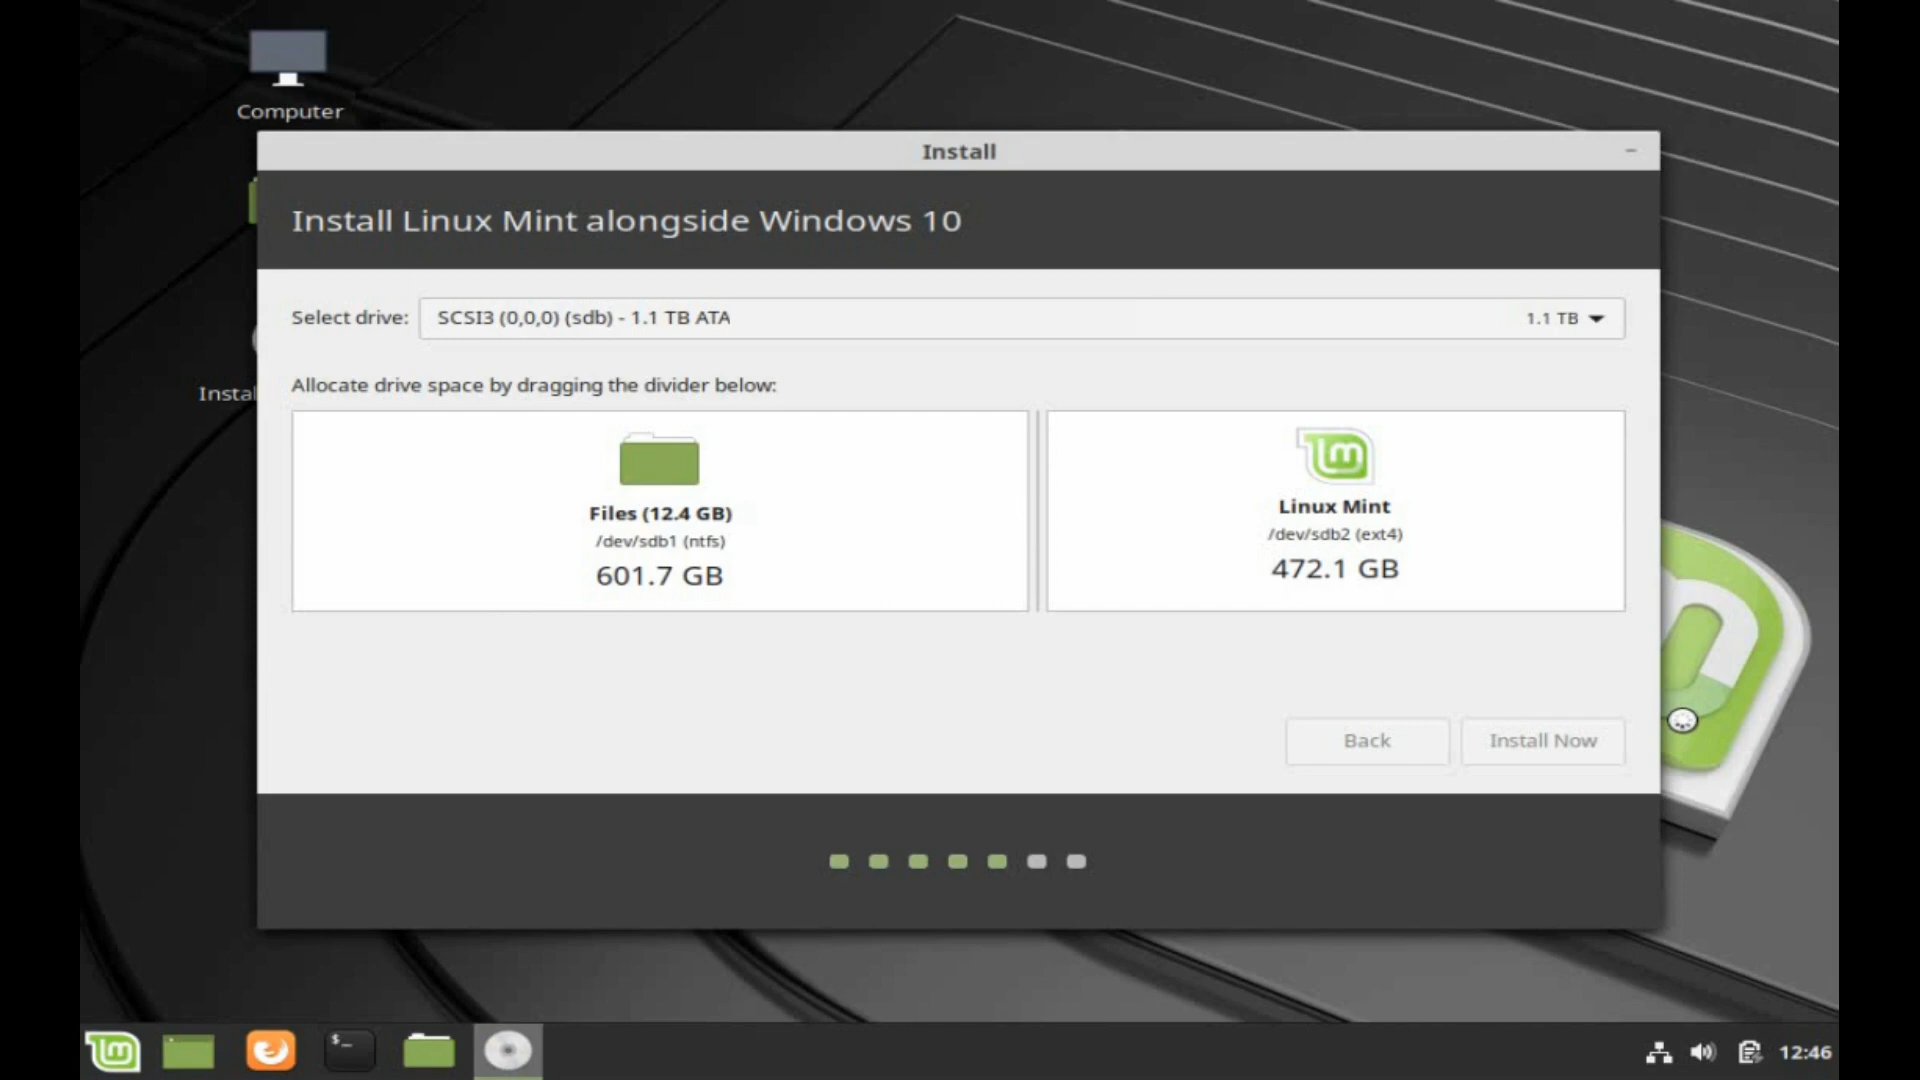 Computer
Install
Install Linux Mint alongside Windows 10
Select drive: SCSI3 (0,0,0) (sdb) - 1.1 TB ATA 1.1 TB
Instal
Allocate drive space by dragging the divider below:
Files (12.4 GB)
/dev/sdb1 (ntfs)
601.7 GB
Linux Mint
/dev/sdb2 (ext4)
472.1 GB
Back
Install Now
$_
12:46